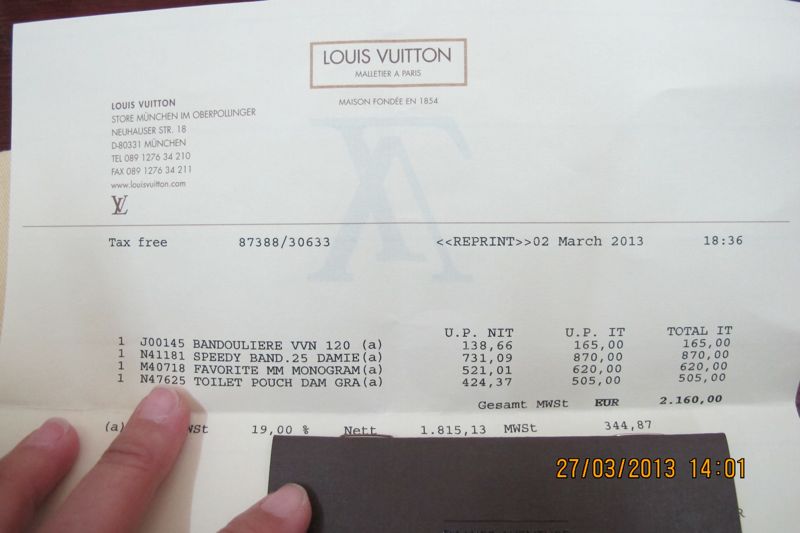 LOUIS VUITTON
MALLETIER A PARIS
MAISON FONDÉE EN 1854
LOUIS VUITTON
STORE MÜNCHEN IM OBERPOLLINGER
NEUHAUSER STR. 18
D-80331 MÜNCHEN
TEL 089 1276 34 210
FAX 089 1276 34 211
www.louisvuitton.com
LV
Tax free 87388/30633 <<REPRINT>>02 March 2013 18:36
U.P. NIT U.P. IT TOTAL IT
1 J00145 BANDOULIERE VVN 120 (a) 138,66 165,00 165,00
1 N41181 SPEEDY BAND.25 DAMIE(a) 731,09 870,00 870,00
1 M40718 FAVORITE MM MONOGRAM(a) 521,01 620,00 620,00
1 N47625 TOILET POUCH DAM GRA(a) 424,37 505,00 505,00
Gesamt MWSt EUR 2.160,00
(a) 19,00 % Nett 1.815,13 MWSt 344,87
27/03/2013 14:01